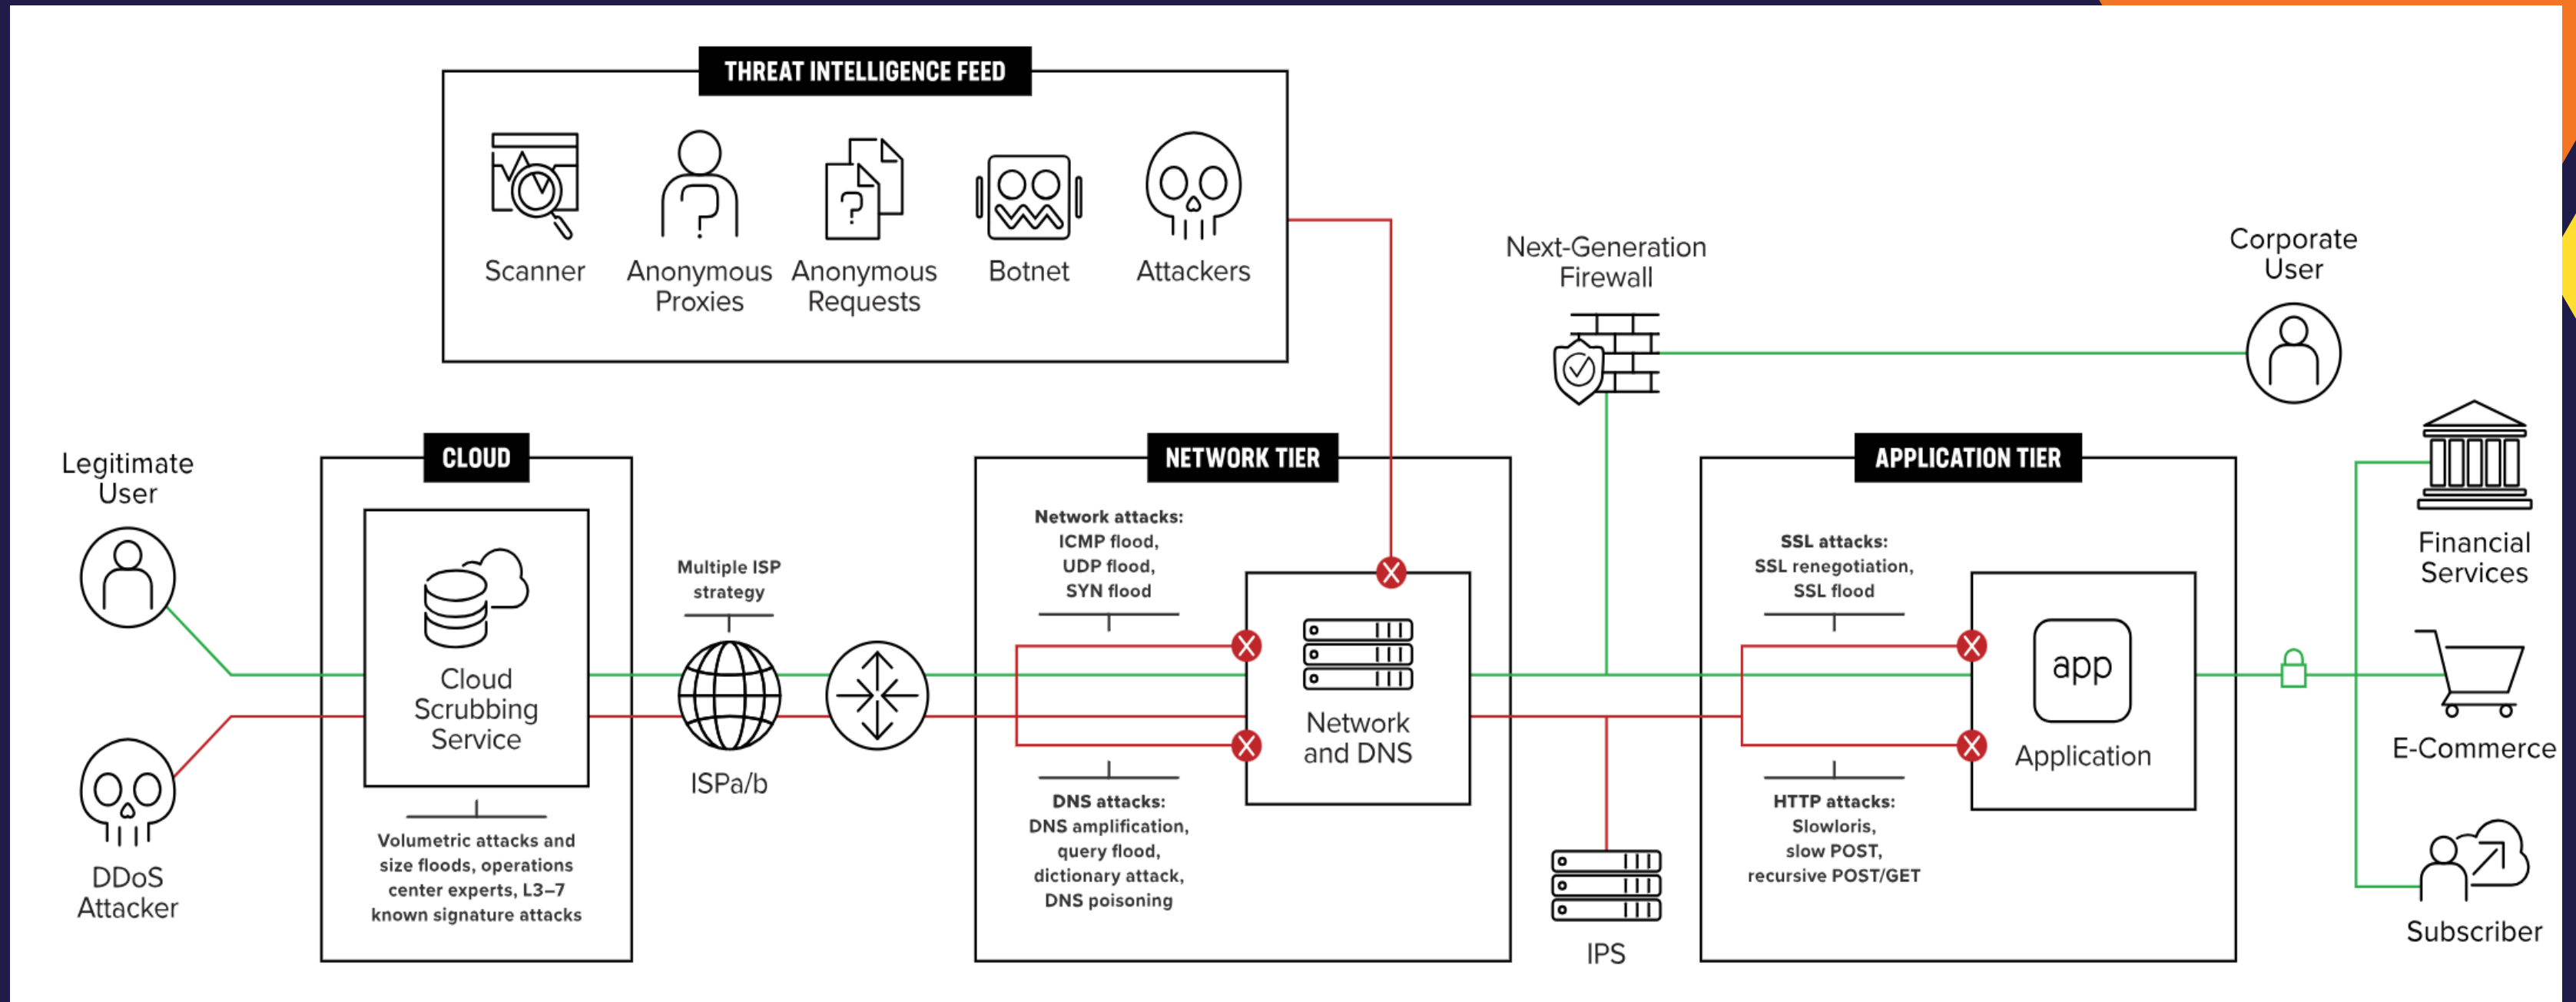 THREAT INTELLIGENCE FEED
Scanner
Anonymous
Proxies
Anonymous
Requests
Botnet
Attackers
Next-Generation
Firewall
Corporate
User
Legitimate
User
DDoS
Attacker
CLOUD
Cloud
Scrubbing
Service
Volumetric attacks and
size floods, operations
center experts, L3–7
known signature attacks
Multiple ISP
strategy
ISPa/b
NETWORK TIER
Network attacks:
ICMP flood,
UDP flood,
SYN flood
DNS attacks:
DNS amplification,
query flood,
dictionary attack,
DNS poisoning
Network
and DNS
IPS
APPLICATION TIER
SSL attacks:
SSL renegotiation,
SSL flood
HTTP attacks:
Slowloris,
slow POST,
recursive POST/GET
app
Application
Financial
Services
E-Commerce
Subscriber